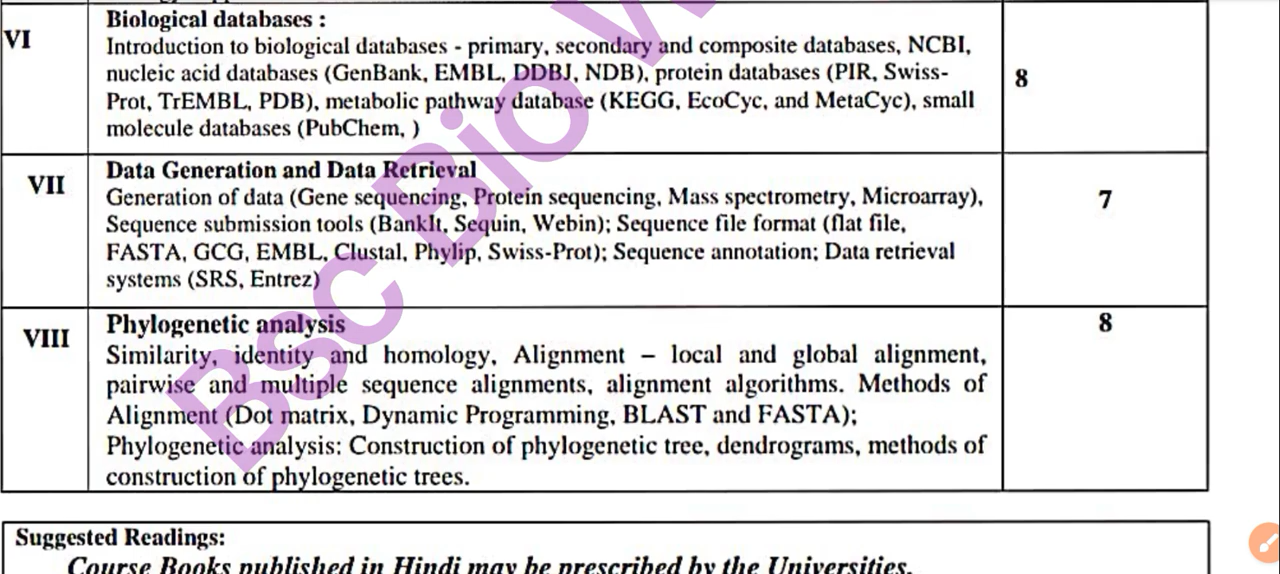 VI
Biological databases :
Introduction to biological databases - primary, secondary and composite databases, NCBI,
nucleic acid databases (GenBank, EMBL, DDBJ, NDB), protein databases (PIR, Swiss-
Prot, TrEMBL, PDB), metabolic pathway database (KEGG, EcoCyc, and MetaCyc), small
molecule databases (PubChem, )
8
VII
Data Generation and Data Retrieval
Generation of data (Gene sequencing, Protein sequencing, Mass spectrometry, Microarray),
Sequence submission tools (BankIt, Sequin, Webin); Sequence file format (flat file,
FASTA, GCG, EMBL, Clustal, Phylip, Swiss-Prot); Sequence annotation; Data retrieval
systems (SRS, Entrez)
7
VIII
Phylogenetic analysis
Similarity, identity and homology, Alignment – local and global alignment,
pairwise and multiple sequence alignments, alignment algorithms. Methods of
Alignment (Dot matrix, Dynamic Programming, BLAST and FASTA);
Phylogenetic analysis: Construction of phylogenetic tree, dendrograms, methods of
construction of phylogenetic trees.
8
Suggested Readings:
Course Books published in Hindi may be prescribed by the Universities.
Bsc Bio